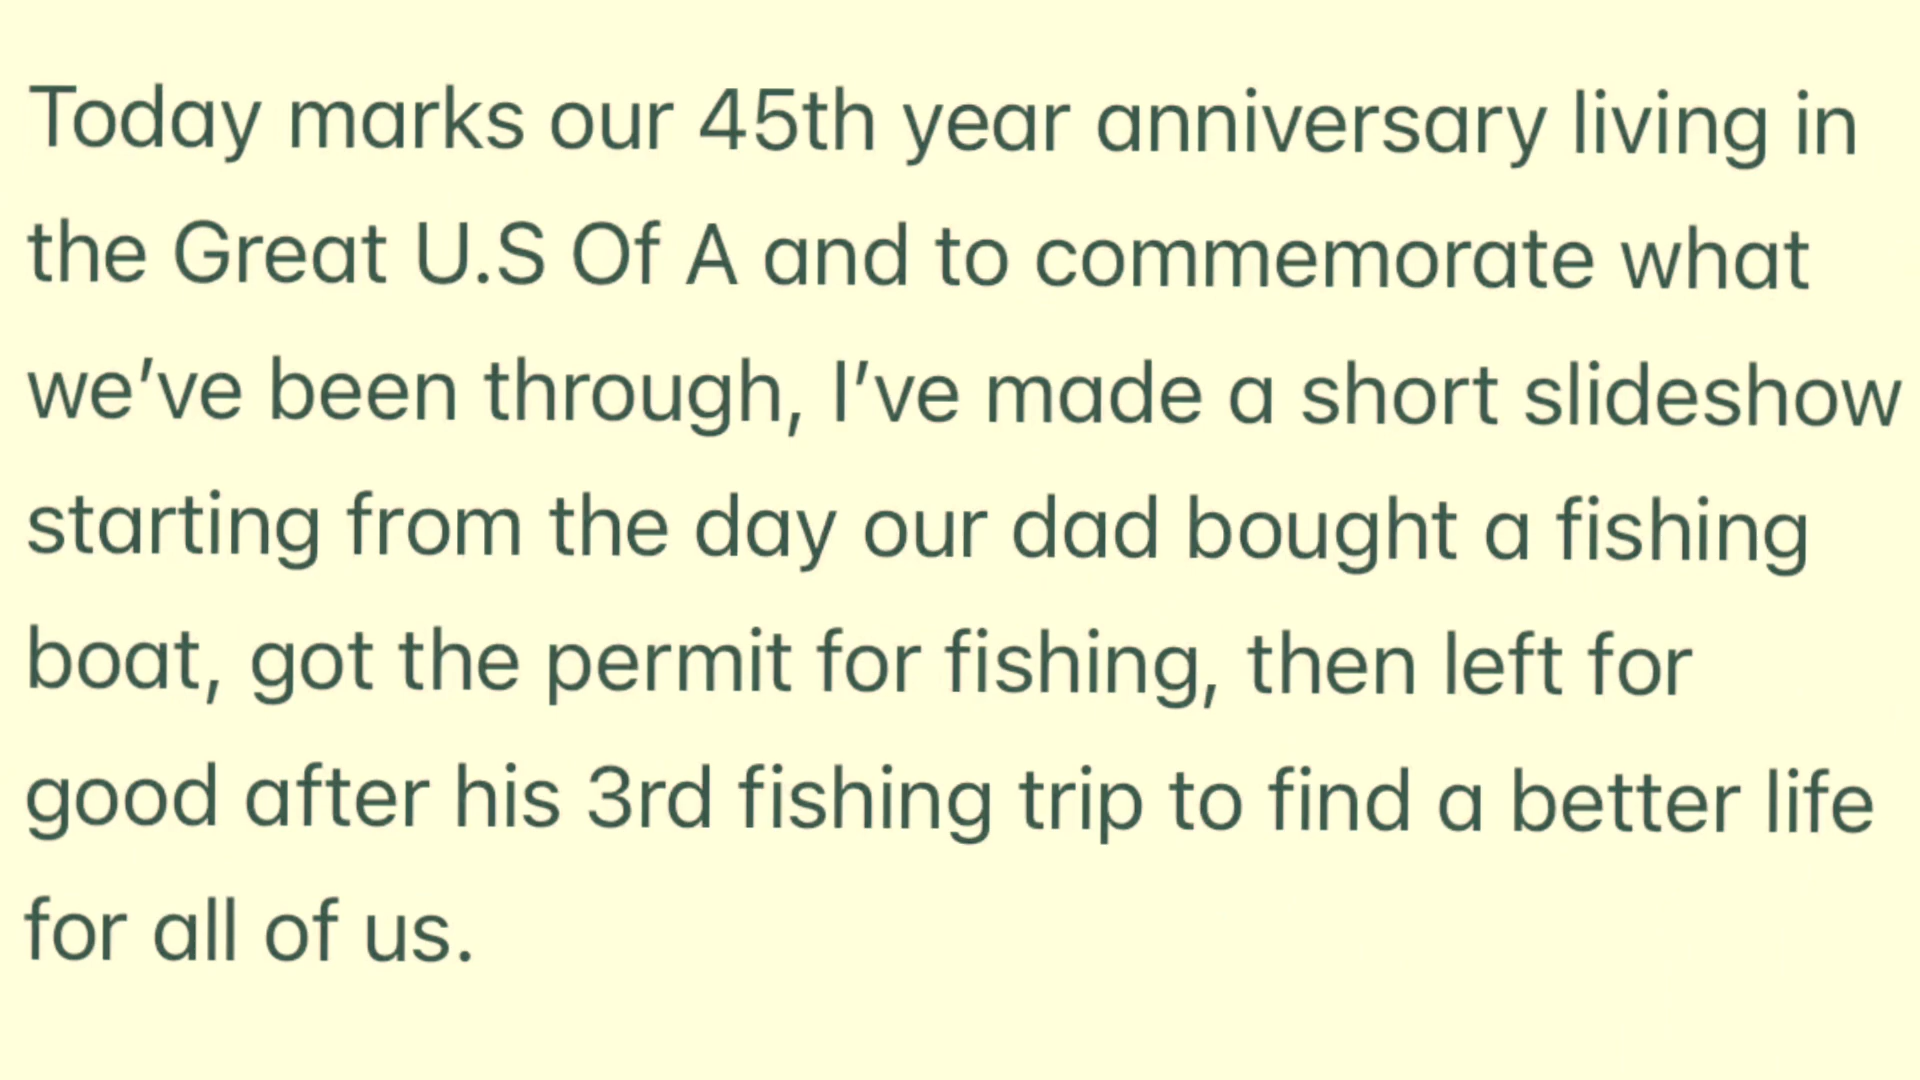 Today marks our 45th year anniversary living in
the Great U.S Of A and to commemorate what
we’ve been through, I’ve made a short slideshow
starting from the day our dad bought a fishing
boat, got the permit for fishing, then left for
good after his 3rd fishing trip to find a better life
for all of us.